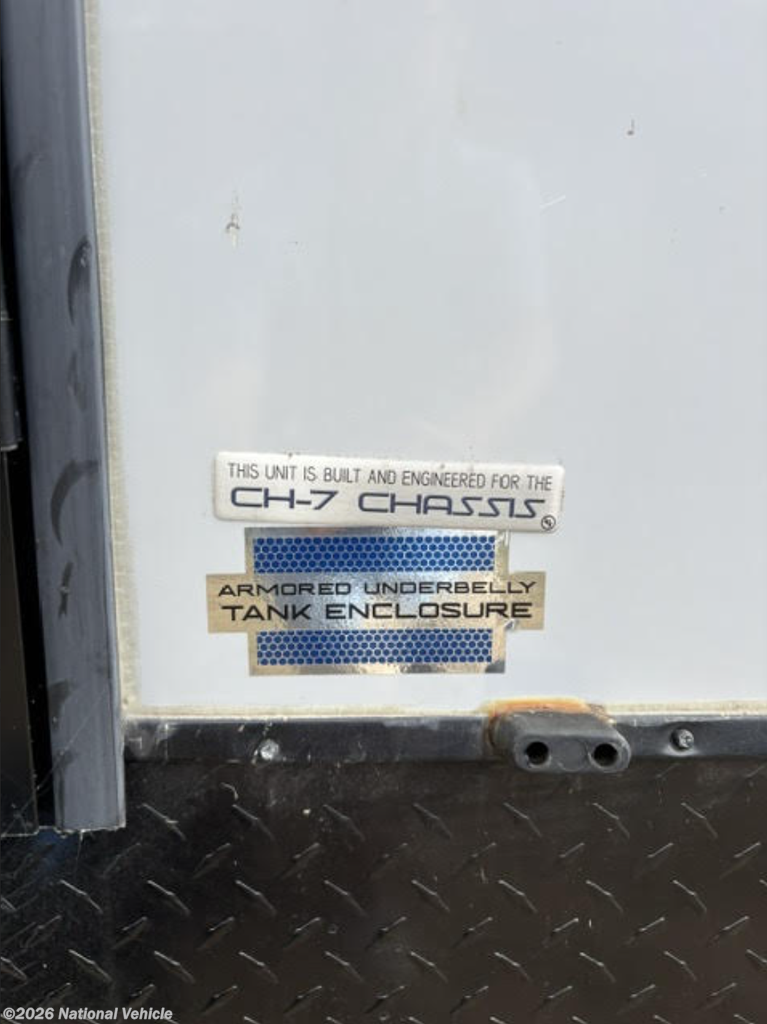 THIS UNIT IS BUILT AND ENGINEERED FOR THE
CH-7 CHASSIS
ARMORED UNDERBELLY
TANK ENCLOSURE
©2026 National Vehicle